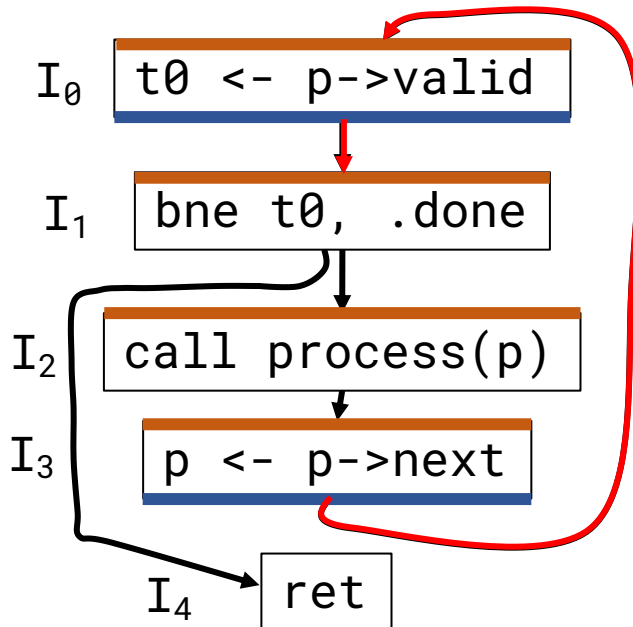 I₀ t0 <- p->valid
I₁ bne t0, .done
I₂ call process(p)
I₃ p <- p->next
I₄ ret